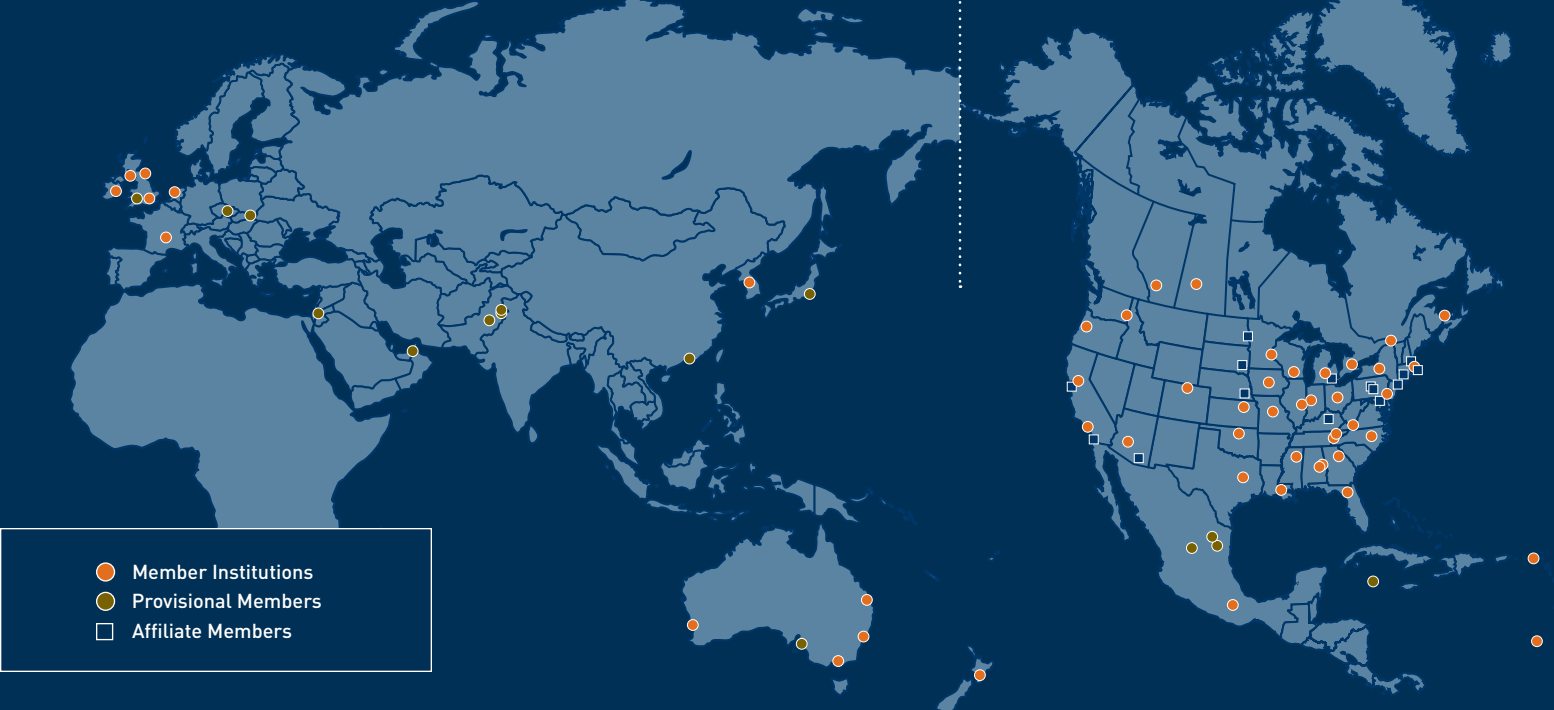 Member Institutions
Provisional Members
Affiliate Members